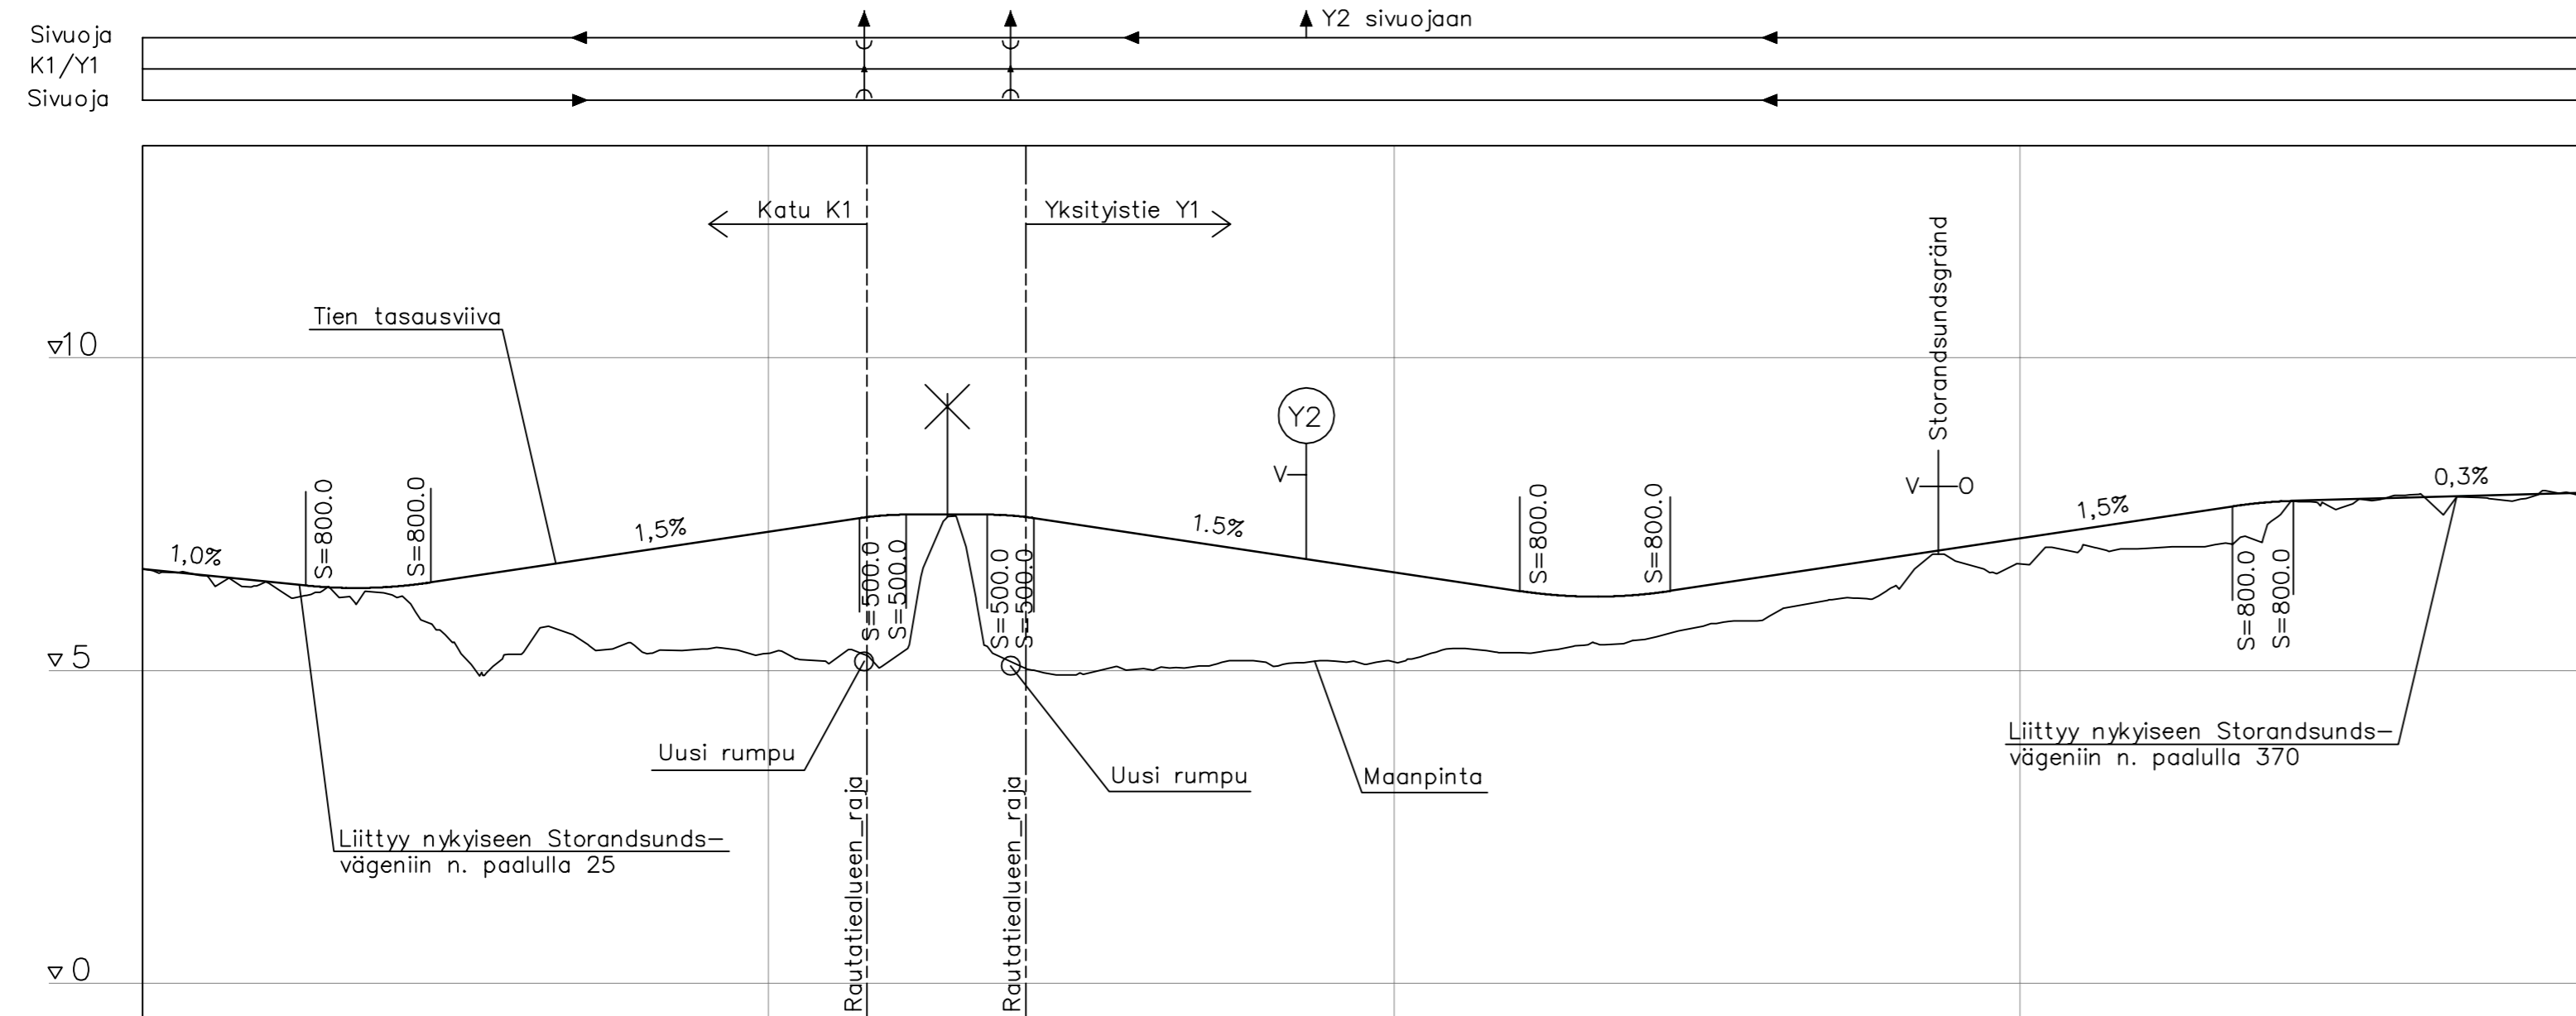 Y2 sivuojaan
Sivuoja
K1/Y1
Sivuoja
Katu K1
Yksityistie Y1
Storandsundsgränd
Tien tasausviiva
10
Y2
V
V
O
0,3%
S=800.0
S=800.0
S=800.0
S=800.0
1,5%
1.5%
1,5%
1,0%
S=500.0
S=500.0
S=500.0
S=500.0
S=800.0
S=800.0
5
Uusi rumpu
Uusi rumpu
Maanpinta
Liittyy nykyiseen Storandsunds-
vägeniin n. paalulla 370
Liittyy nykyiseen Storandsunds-
vägeniin n. paalulla 25
Rautatiealueen_raja
Rautatiealueen_raja
0